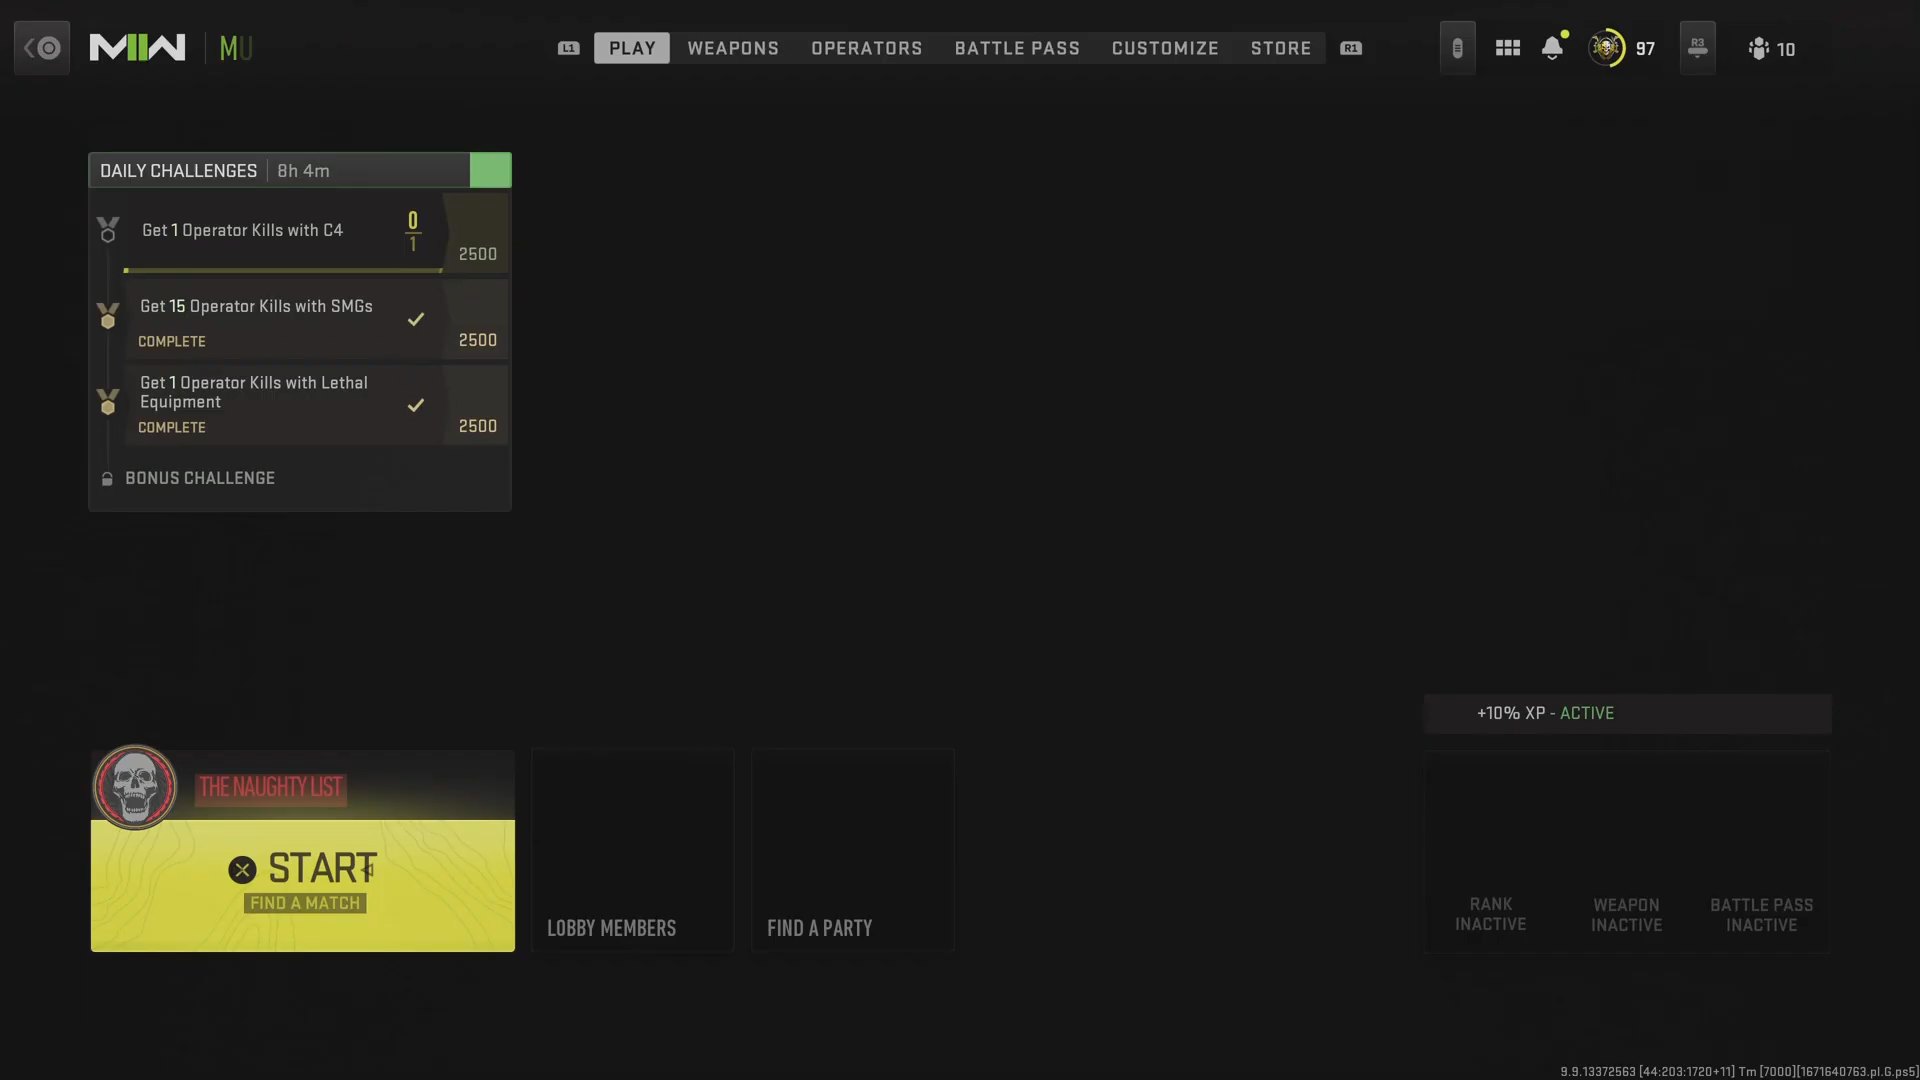 MIIW MU
L1 PLAY WEAPONS OPERATORS BATTLE PASS CUSTOMIZE STORE R1
97 R3 10
DAILY CHALLENGES 8h 4m
Get 1 Operator Kills with C4 0/1
2500
Get 15 Operator Kills with SMGs
COMPLETE 2500
Get 1 Operator Kills with Lethal
Equipment
COMPLETE 2500
BONUS CHALLENGE
+10% XP - ACTIVE
THE NAUGHTY LIST
START
FIND A MATCH
LOBBY MEMBERS
FIND A PARTY
RANK
INACTIVE
WEAPON
INACTIVE
BATTLE PASS
INACTIVE
9.9.13372563 [44:203:1720+11] Tm [7000][1671640763.pl.G.ps5]